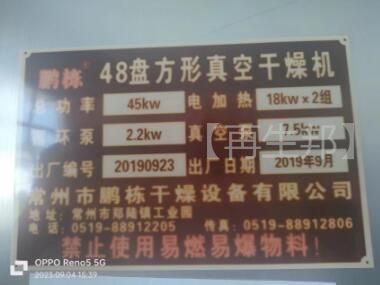 鹏栋® 48盘方形真空干燥机
总功率 45kw 电加热 18kw×2组
循环泵 2.2kw 真空泵 7.5kw
出厂编号 20190923 出厂日期 2019年9月
常州市鹏栋干燥设备有限公司
地址:常州市郑陆镇工业园
电话:0519-88912205 传真:0519-88912806
禁止使用易燃易爆物料!
【再生邦】
OPPO Reno5 5G
2023.09.04 15:39